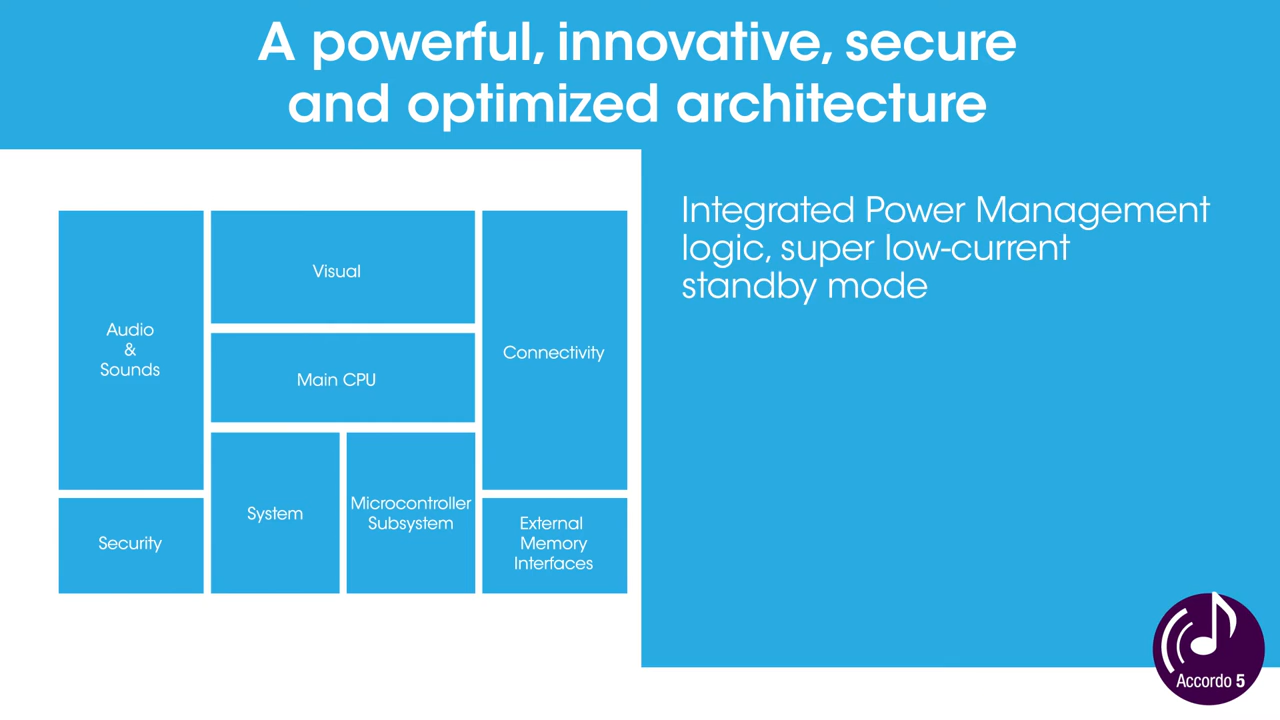 A powerful, innovative, secure
and optimized architecture
Audio
&
Sounds
Security
Visual
Main CPU
System
Microcontroller
Subsystem
Connectivity
External
Memory
Interfaces
Integrated Power Management
logic, super low-current
standby mode
Accordo 5